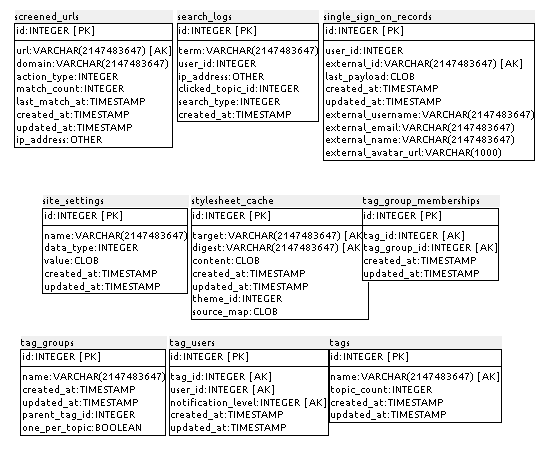 screened_urls
id:INTEGER [PK]
url:VARCHAR(2147483647) [AK]
domain:VARCHAR(2147483647)
action_type:INTEGER
match_count:INTEGER
last_match_at:TIMESTAMP
created_at:TIMESTAMP
updated_at:TIMESTAMP
ip_address:OTHER
search_logs
id:INTEGER [PK]
term:VARCHAR(2147483647)
user_id:INTEGER
ip_address:OTHER
clicked_topic_id:INTEGER
search_type:INTEGER
created_at:TIMESTAMP
single_sign_on_records
id:INTEGER [PK]
user_id:INTEGER
external_id:VARCHAR(2147483647) [AK]
last_payload:CLOB
created_at:TIMESTAMP
updated_at:TIMESTAMP
external_username:VARCHAR(2147483647)
external_email:VARCHAR(2147483647)
external_name:VARCHAR(2147483647)
external_avatar_url:VARCHAR(1000)
site_settings
id:INTEGER [PK]
name:VARCHAR(2147483647)
data_type:INTEGER
value:CLOB
created_at:TIMESTAMP
updated_at:TIMESTAMP
stylesheet_cache
id:INTEGER [PK]
target:VARCHAR(2147483647) [AK
digest:VARCHAR(2147483647) [AK
content:CLOB
created_at:TIMESTAMP
updated_at:TIMESTAMP
theme_id:INTEGER
source_map:CLOB
tag_group_memberships
id:INTEGER [PK]
tag_id:INTEGER [AK]
tag_group_id:INTEGER [AK]
created_at:TIMESTAMP
updated_at:TIMESTAMP
tag_groups
id:INTEGER [PK]
name:VARCHAR(2147483647)
created_at:TIMESTAMP
updated_at:TIMESTAMP
parent_tag_id:INTEGER
one_per_topic:BOOLEAN
tag_users
id:INTEGER [PK]
tag_id:INTEGER [AK]
user_id:INTEGER [AK]
notification_level:INTEGER [AK]
created_at:TIMESTAMP
updated_at:TIMESTAMP
tags
id:INTEGER [PK]
name:VARCHAR(2147483647) [AK]
topic_count:INTEGER
created_at:TIMESTAMP
updated_at:TIMESTAMP